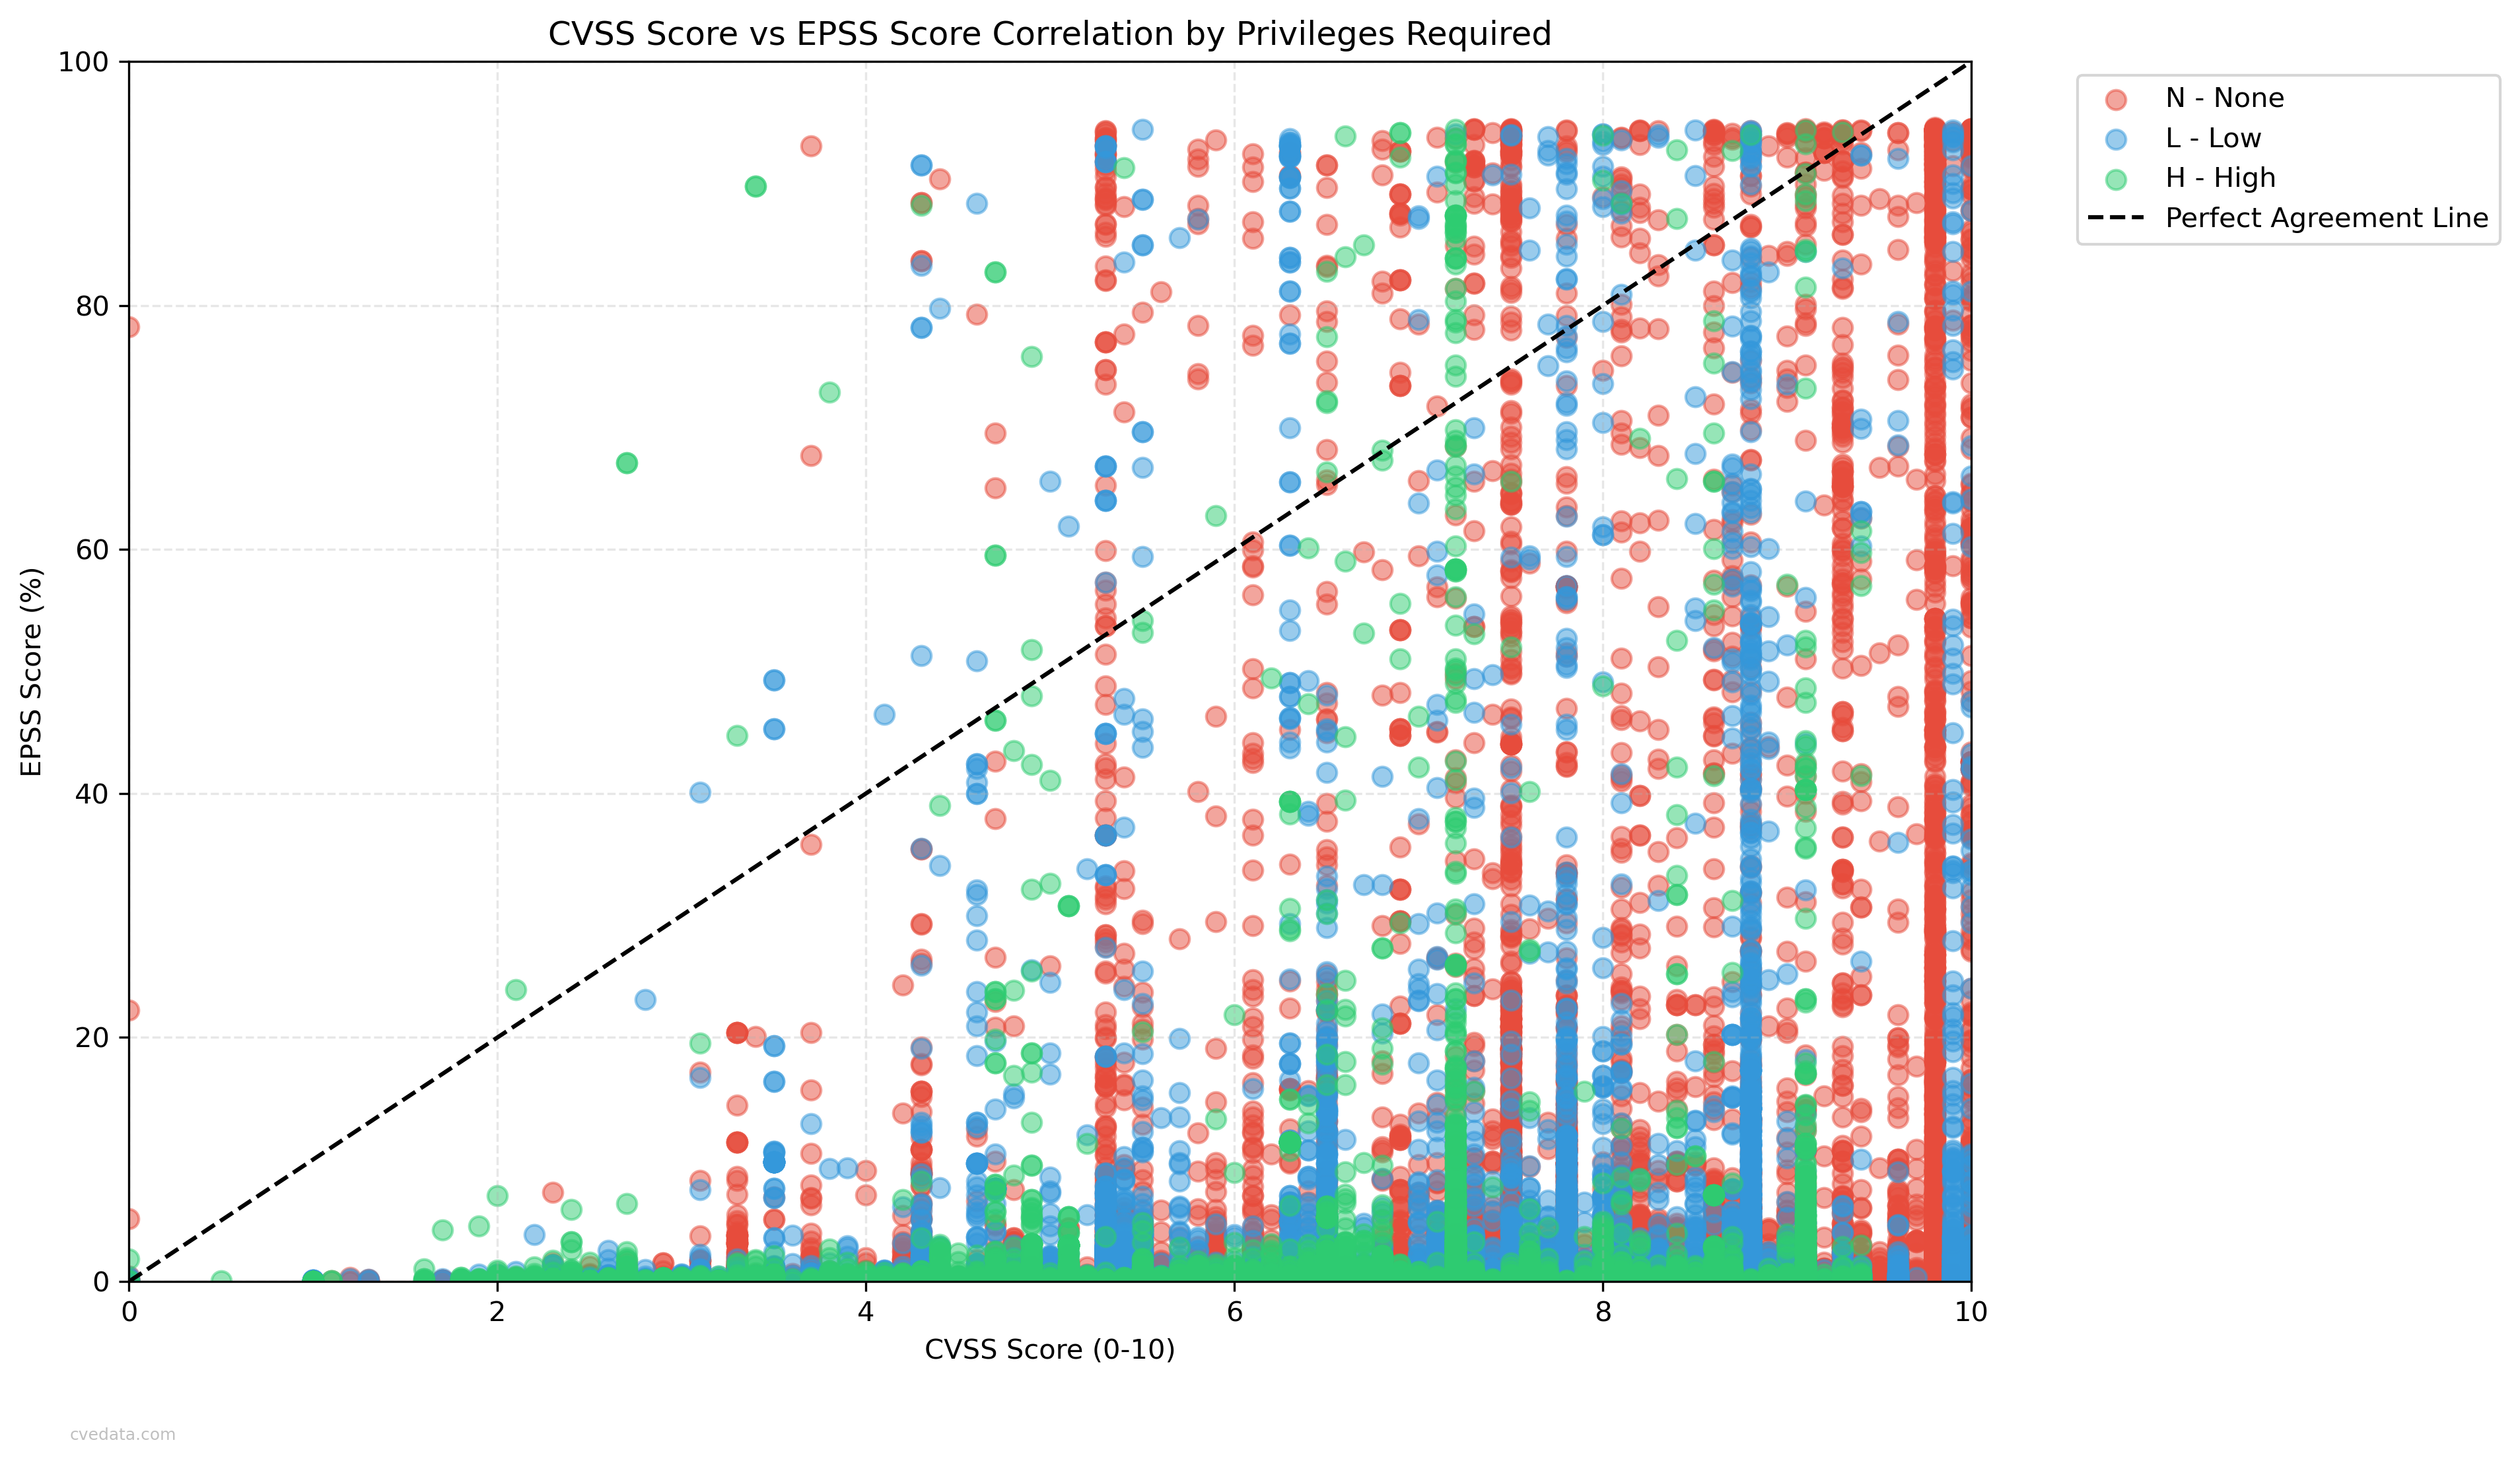 CVSS Score vs EPSS Score Correlation by Privileges Required
100
80
60
40
20
0
EPSS Score (%)
0 2 4 6 8 10
CVSS Score (0-10)
N - None
L - Low
H - High
Perfect Agreement Line
cvedata.com